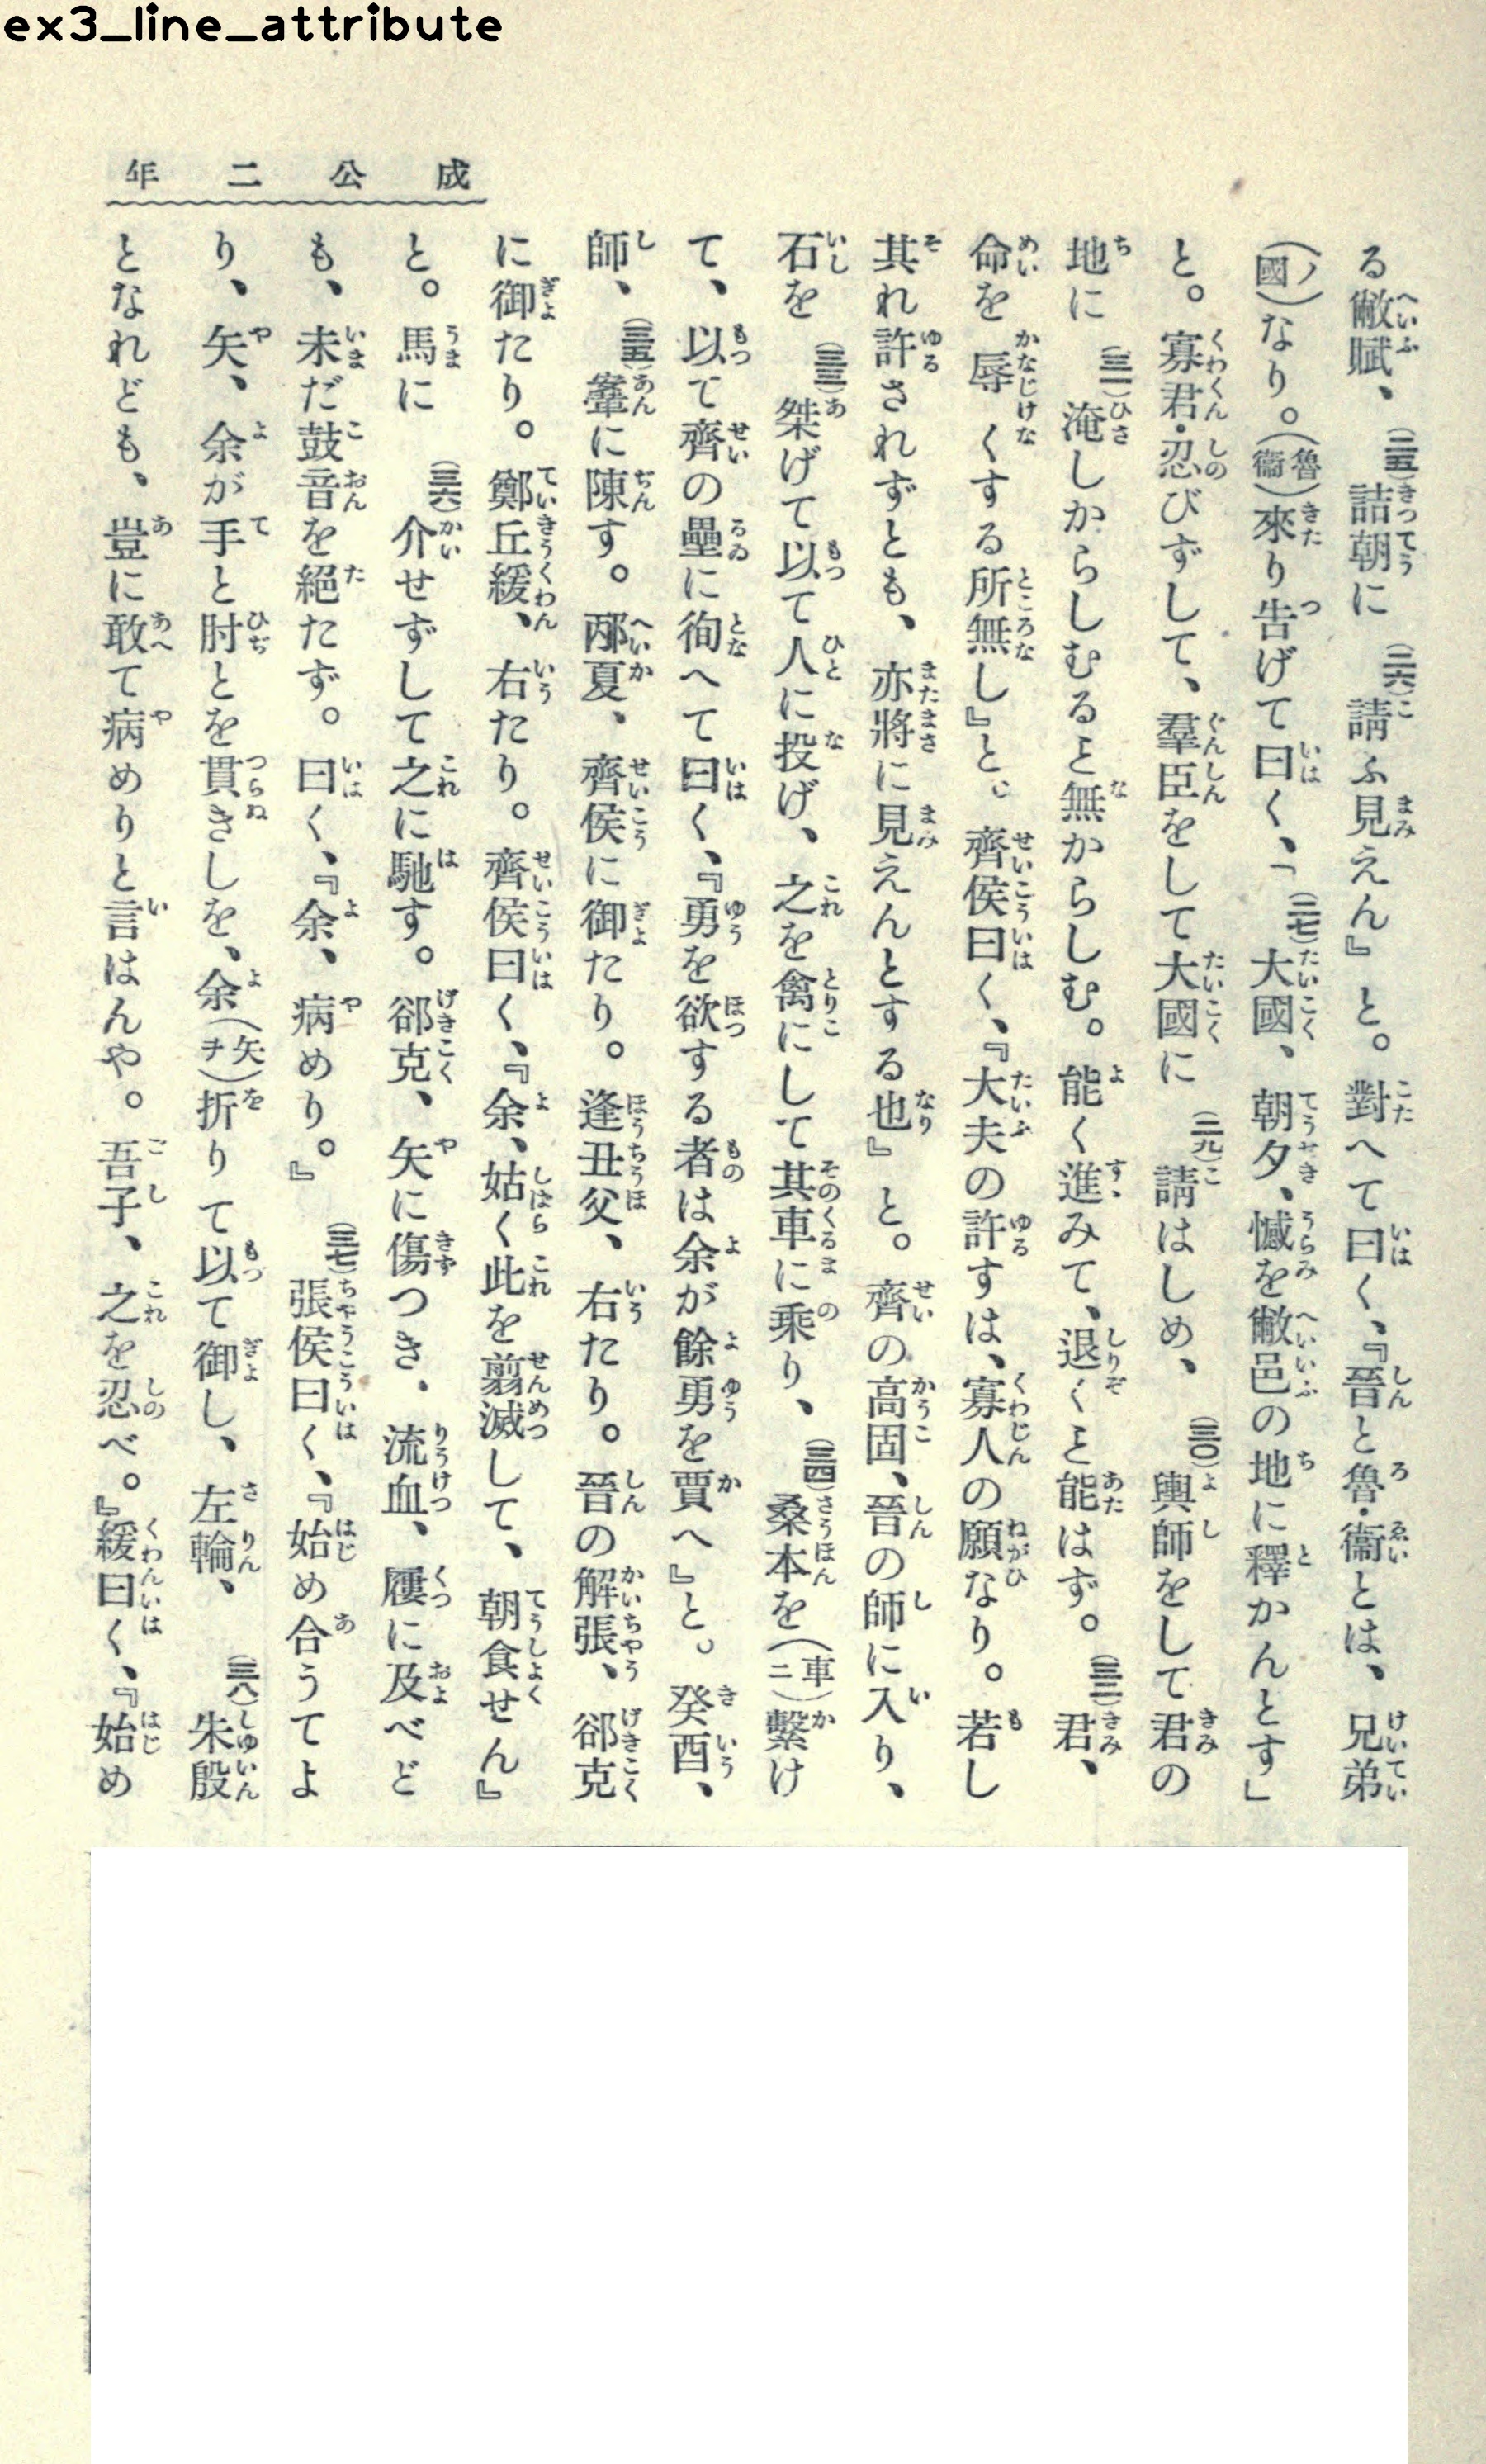 ex3_line_attribute
成公二年
る敝賦、(二五)詰朝に(二六)請ふ見えん』と。對へて曰く、『晉と魯・衞とは、兄弟
(國ノ)なり。(魯衞)來り告げて曰く、「(二七)大國、朝夕、憾を敝邑の地に釋かんとす」
と。寡君・忍びずして、羣臣をして大國に(二九)請はしめ、(三〇)輿師をして君の
地に(三一)淹しからしむると無からしむ。能く進みて、退くと能はず。(三二)君、
命を辱くする所無し』と。齊侯曰く、『大夫の許すは、寡人の願なり。若し
其れ許されずとも、亦將に見えんとする也』と。齊の高固、晉の師に入り、
石を(三三)桀げて以て人に投げ、之を禽にして其車に乘り、(三四)桑本を(車ニ)繫け
て、以て齊の壘に徇へて曰く、『勇を欲する者は余が餘勇を賈へ』と。癸酉、
師、(三五)鞌に陳す。邴夏、齊侯に御たり。逢丑父、右たり。晉の解張、郤克
に御たり。鄭丘緩、右たり。齊侯曰く、『余、姑く此を翦滅して、朝食せん』
と。馬に(三六)介せずして之に馳す。郤克、矢に傷つき、流血、屨に及べど
も、未だ鼓音を絕たず。曰く、『余、病めり。』(三七)張侯曰く、『始め合うてよ
り、矢、余が手と肘とを貫きしを、余(矢ヲ)折りて以て御し、左輪、(三八)朱殷
となれども、豈に敢て病めりと言はんや。吾子、之を忍べ。』緩曰く、『始め